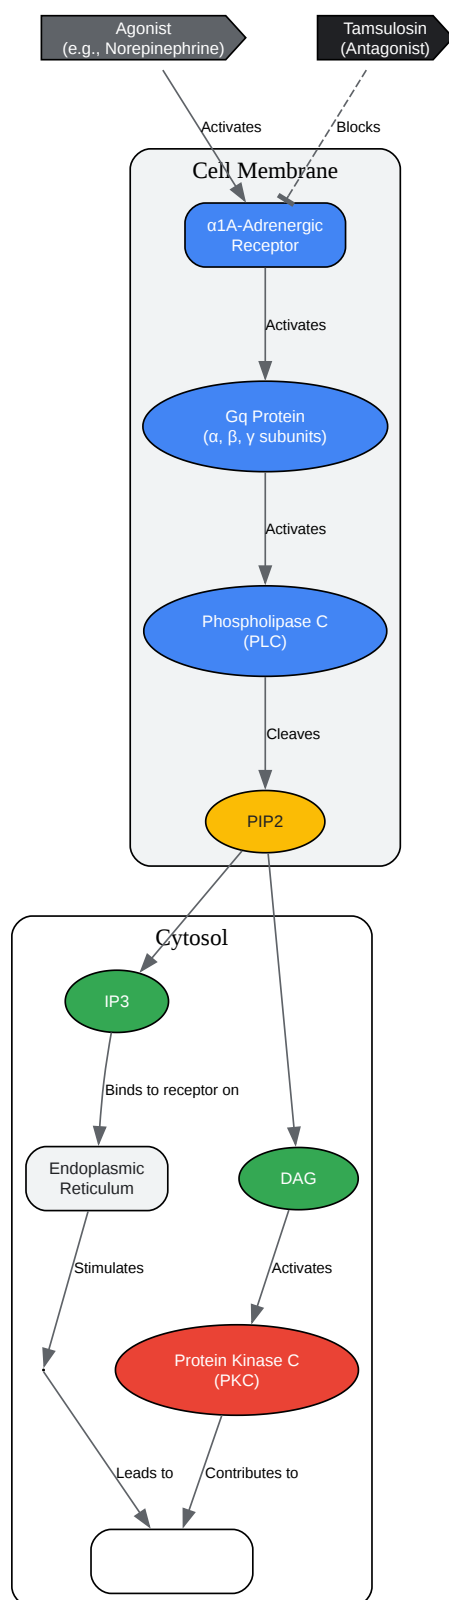 Agonist
(e.g., Norepinephrine)
Tamsulosin
(Antagonist)
Activates
Blocks
Cell Membrane
α1A-Adrenergic
Receptor
Activates
Gq Protein
(α, β, γ subunits)
Activates
Phospholipase C
(PLC)
Cleaves
PIP2
Cytosol
IP3
Binds to receptor on
Endoplasmic
Reticulum
DAG
Stimulates
Activates
Protein Kinase C
(PKC)
Leads to
Contributes to